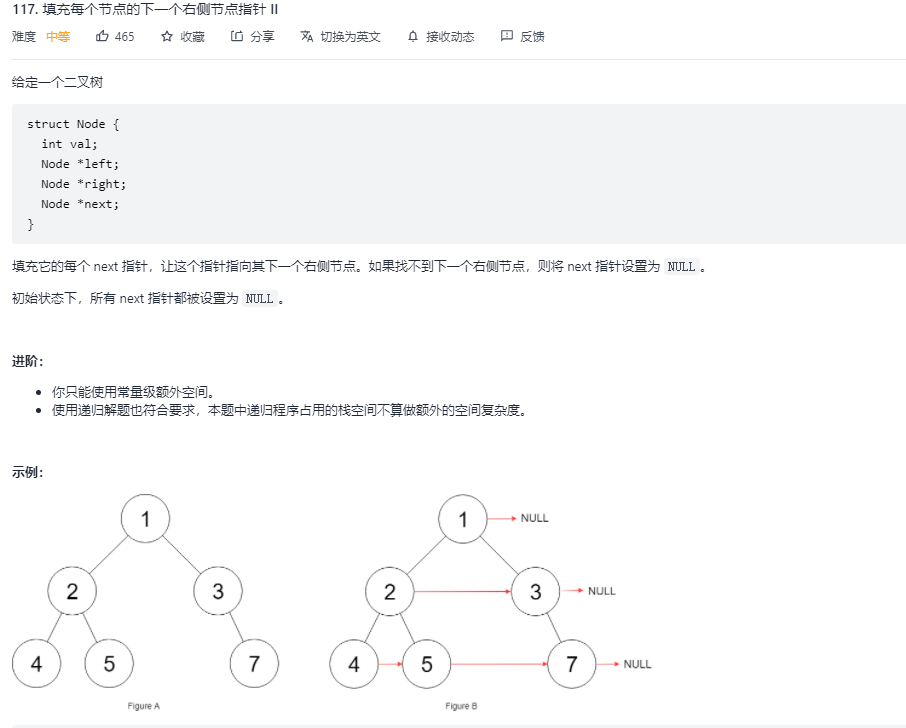 117. 填充每个节点的下一个右侧节点指针 II
难度 中等 465 收藏 分享 切换为英文 接收动态 反馈
给定一个二叉树
struct Node {
int val;
Node *left;
Node *right;
Node *next;
}
填充它的每个 next 指针，让这个指针指向其下一个右侧节点。如果找不到下一个右侧节点，则将 next 指针设置为 NULL 。
初始状态下，所有 next 指针都被设置为 NULL 。
进阶：
• 你只能使用常量级额外空间。
• 使用递归解题也符合要求，本题中递归程序占用的栈空间不算做额外的空间复杂度。
示例：
1 1 NULL
2 3 2 3 NULL
4 5 7 4 5 7 NULL
Figure A Figure B